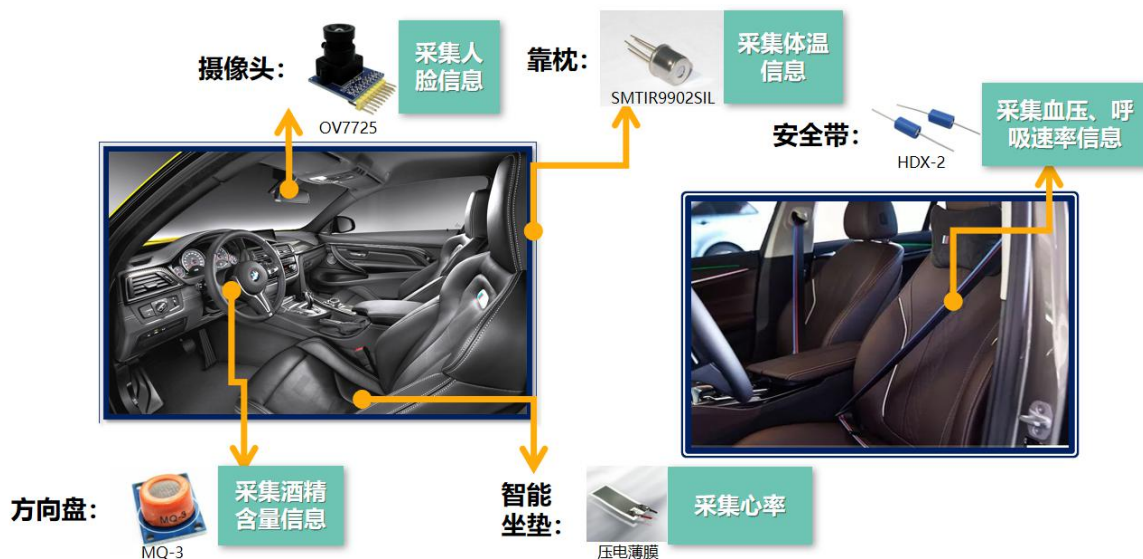 摄像头：
采集人
脸信息
OV7725
靠枕：
采集体温
信息
SMTIR9902SIL
安全带：
采集血压、呼
吸速率信息
HDX-2
方向盘：
MQ-3
采集酒精
含量信息
MQ-3
智能
坐垫：
采集心率
压电薄膜